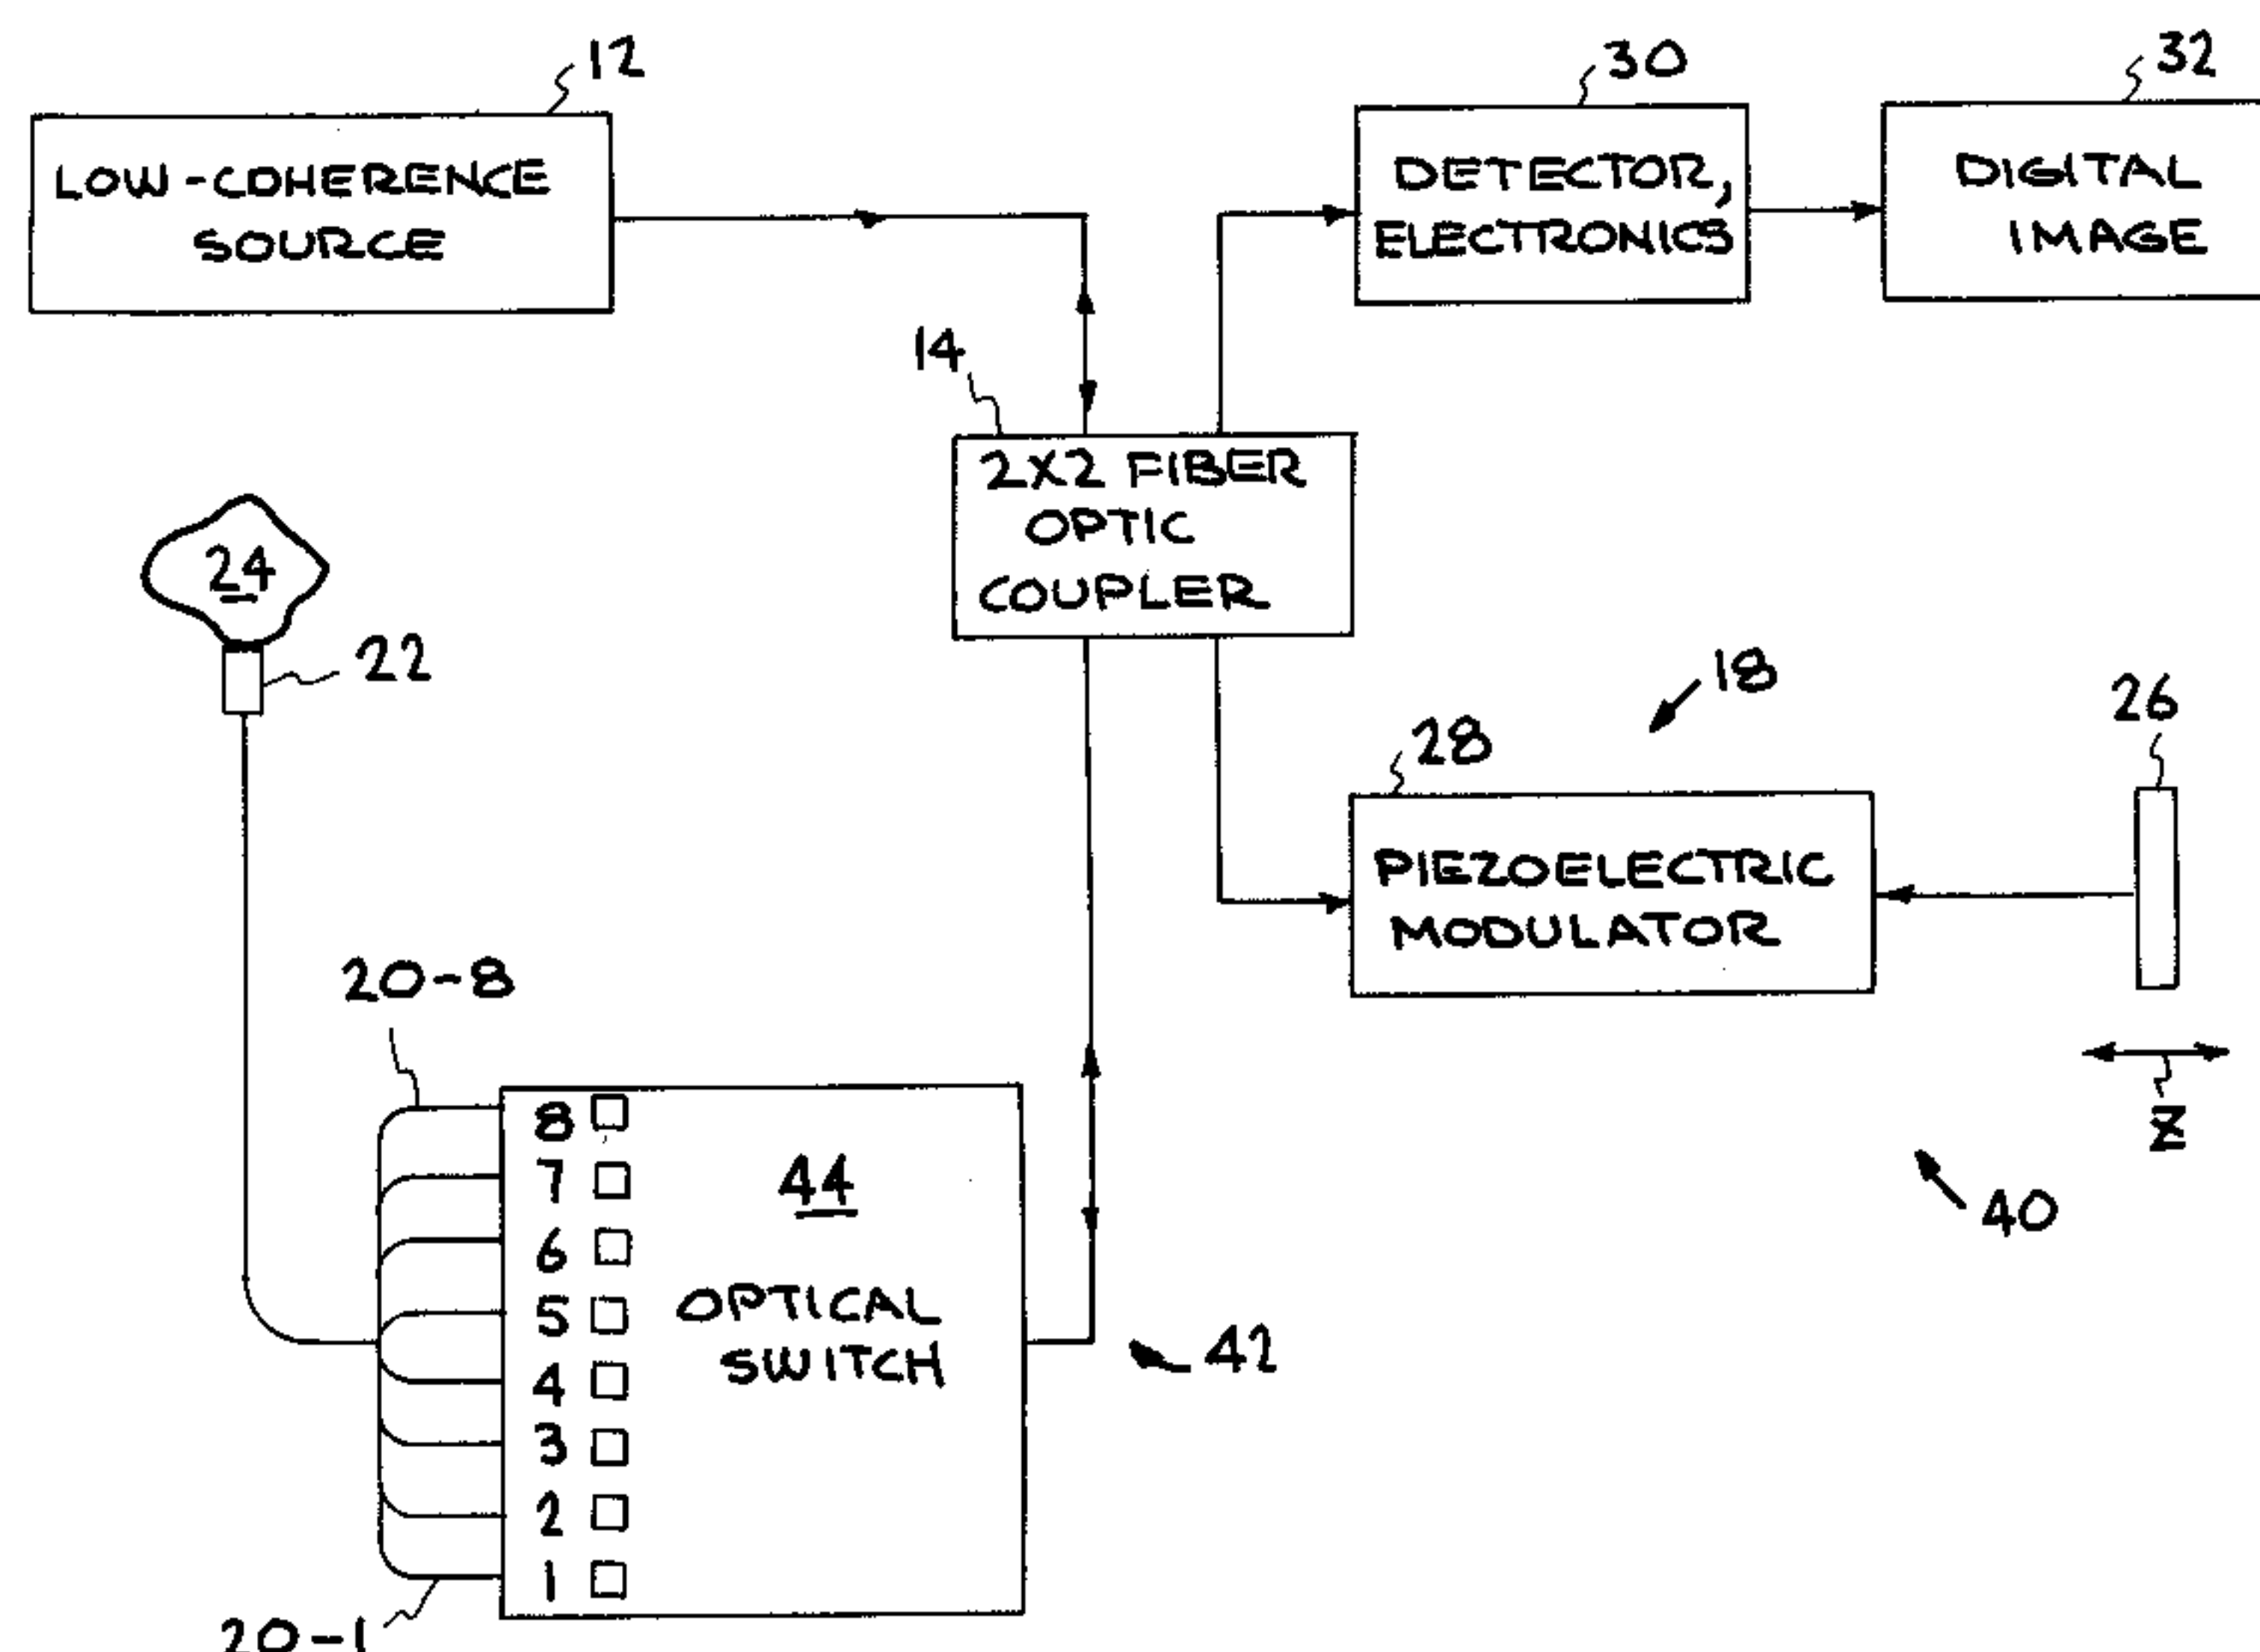 12
30
32
LOW-COHERENCE
SOURCE
DETECTOR,
ELECTRONICS
DIGITAL
IMAGE
14
2X2 FIBER
OPTIC
COUPLER
24
22
18
26
28
PIEZOELECTRIC
MODULATOR
20-8
Z
40
8
7
6
5
4
3
2
1
44
OPTICAL
SWITCH
42
20-1